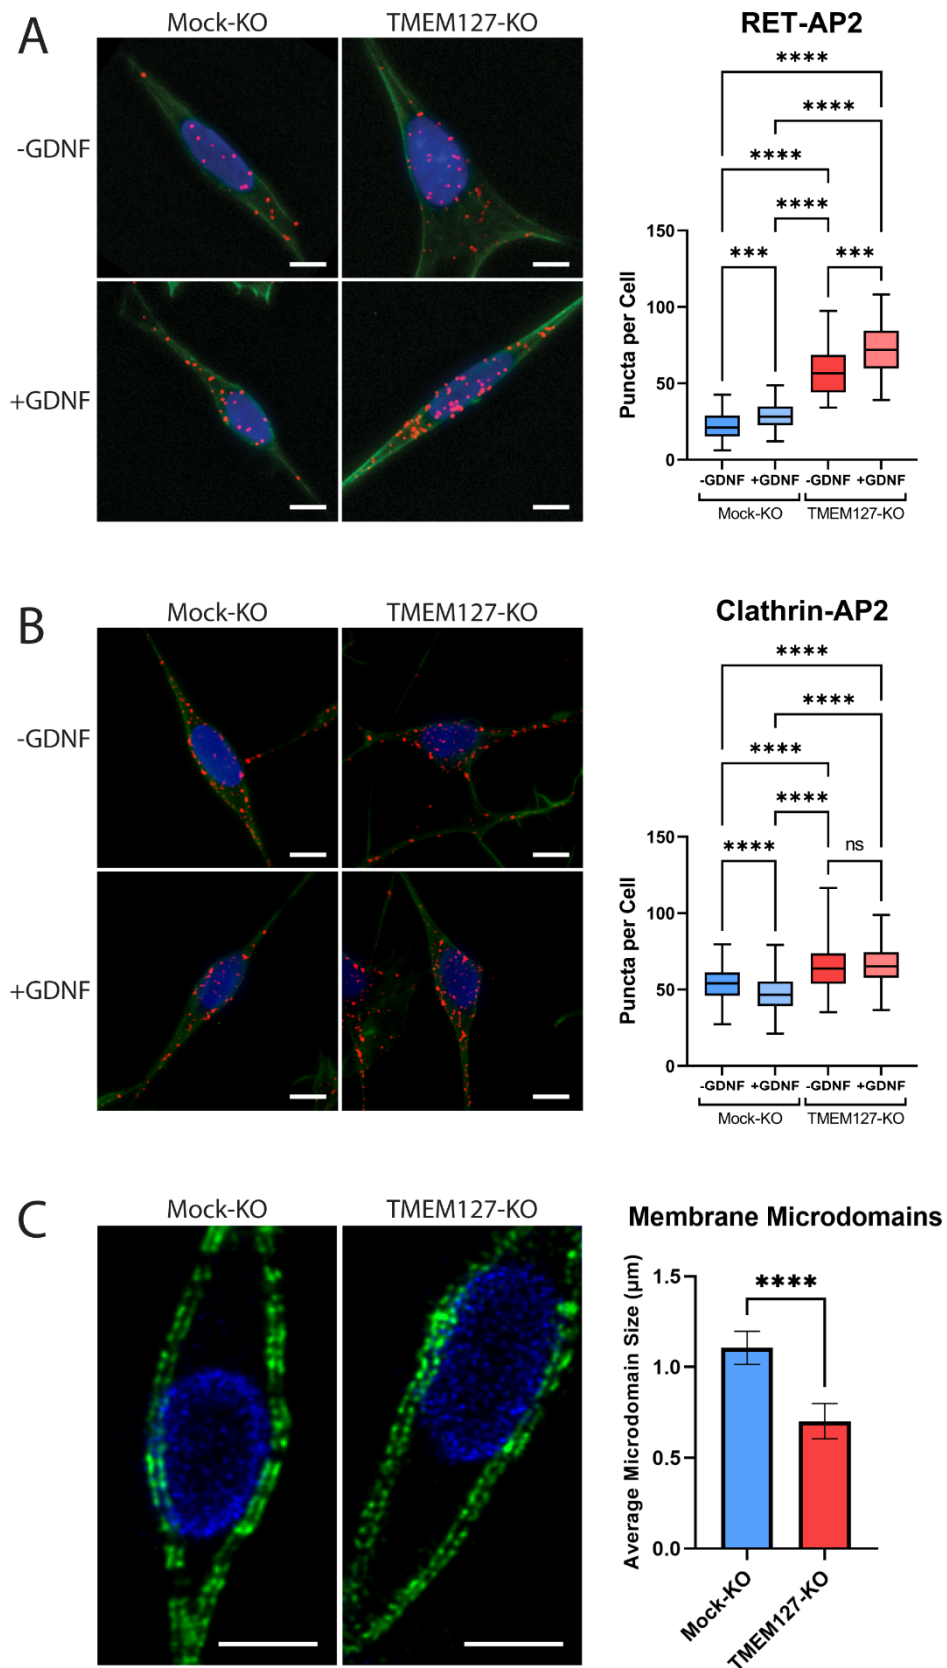 A
Mock-KO
TMEM127-KO
-GDNF
+GDNF
RET-AP2
****
****
****
****
***
***
150
100
50
0
Puncta per Cell
-GDNF +GDNF -GDNF +GDNF
Mock-KO TMEM127-KO
B
Mock-KO
TMEM127-KO
-GDNF
+GDNF
Clathrin-AP2
****
****
****
****
****
ns
150
100
50
0
Puncta per Cell
-GDNF +GDNF -GDNF +GDNF
Mock-KO TMEM127-KO
C
Mock-KO
TMEM127-KO
Membrane Microdomains
****
1.5
1.0
0.5
0.0
Average Microdomain Size (μm)
Mock-KO
TMEM127-KO